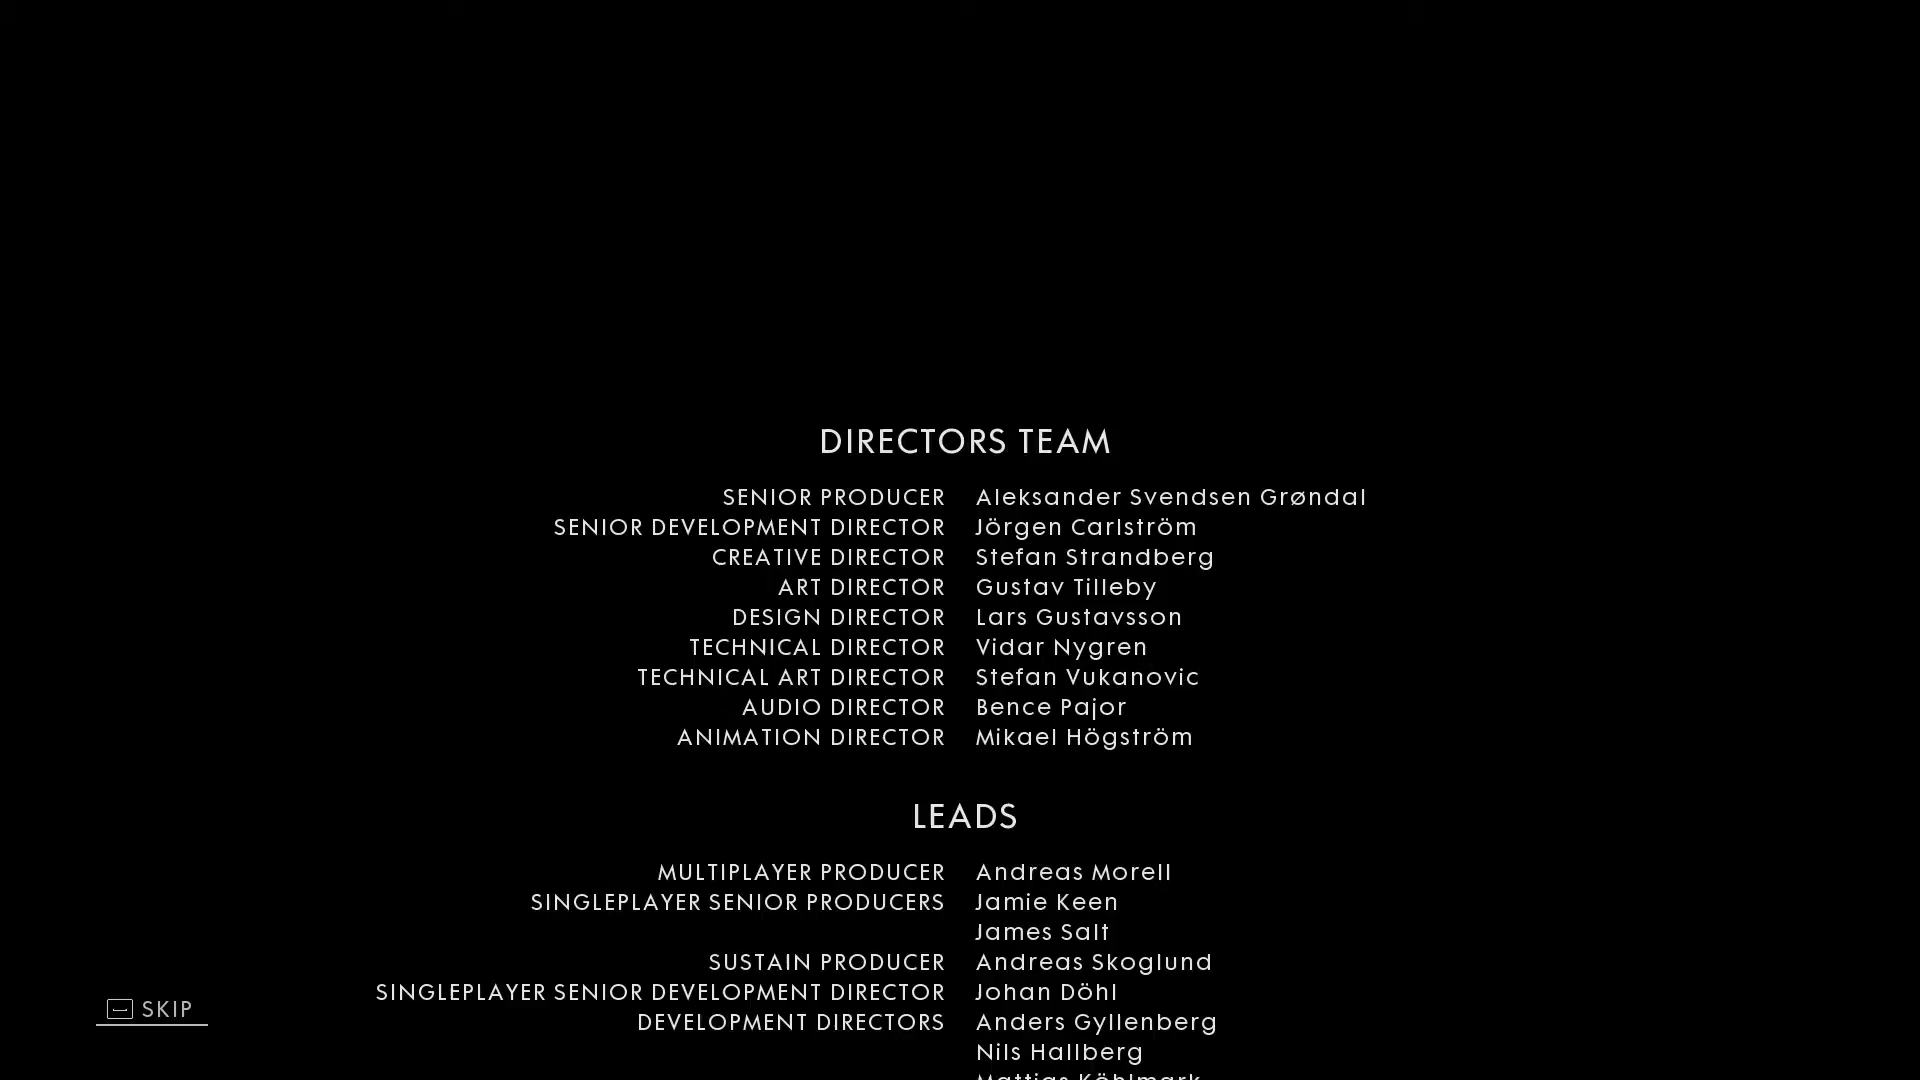 DIRECTORS TEAM
SENIOR PRODUCER Aleksander Svendsen Grøndal
SENIOR DEVELOPMENT DIRECTOR Jörgen Carlström
CREATIVE DIRECTOR Stefan Strandberg
ART DIRECTOR Gustav Tilleby
DESIGN DIRECTOR Lars Gustavsson
TECHNICAL DIRECTOR Vidar Nygren
TECHNICAL ART DIRECTOR Stefan Vukanovic
AUDIO DIRECTOR Bence Pajor
ANIMATION DIRECTOR Mikael Högström
LEADS
MULTIPLAYER PRODUCER Andreas Morell
SINGLEPLAYER SENIOR PRODUCERS Jamie Keen
James Salt
SUSTAIN PRODUCER Andreas Skoglund
SINGLEPLAYER SENIOR DEVELOPMENT DIRECTOR Johan Döhl
SKIP
DEVELOPMENT DIRECTORS Anders Gyllenberg
Nils Hallberg
Mattias Köhlmark